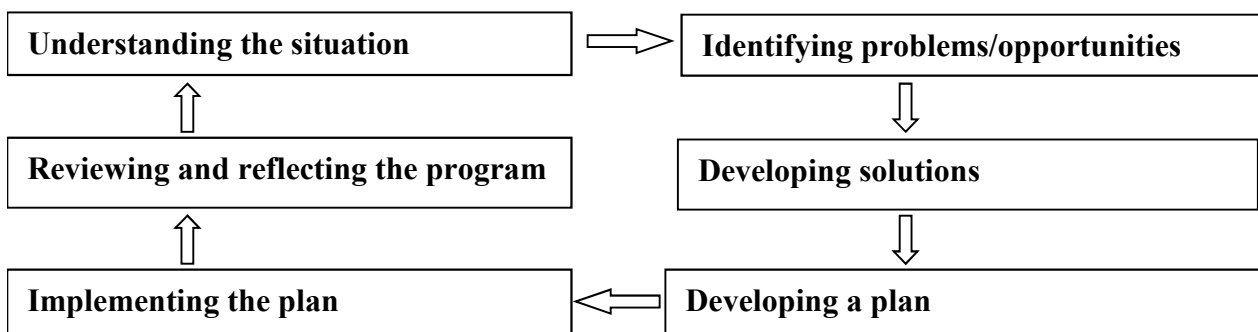 Understanding the situation
Identifying problems/opportunities
Reviewing and reflecting the program
Developing solutions
Implementing the plan
Developing a plan